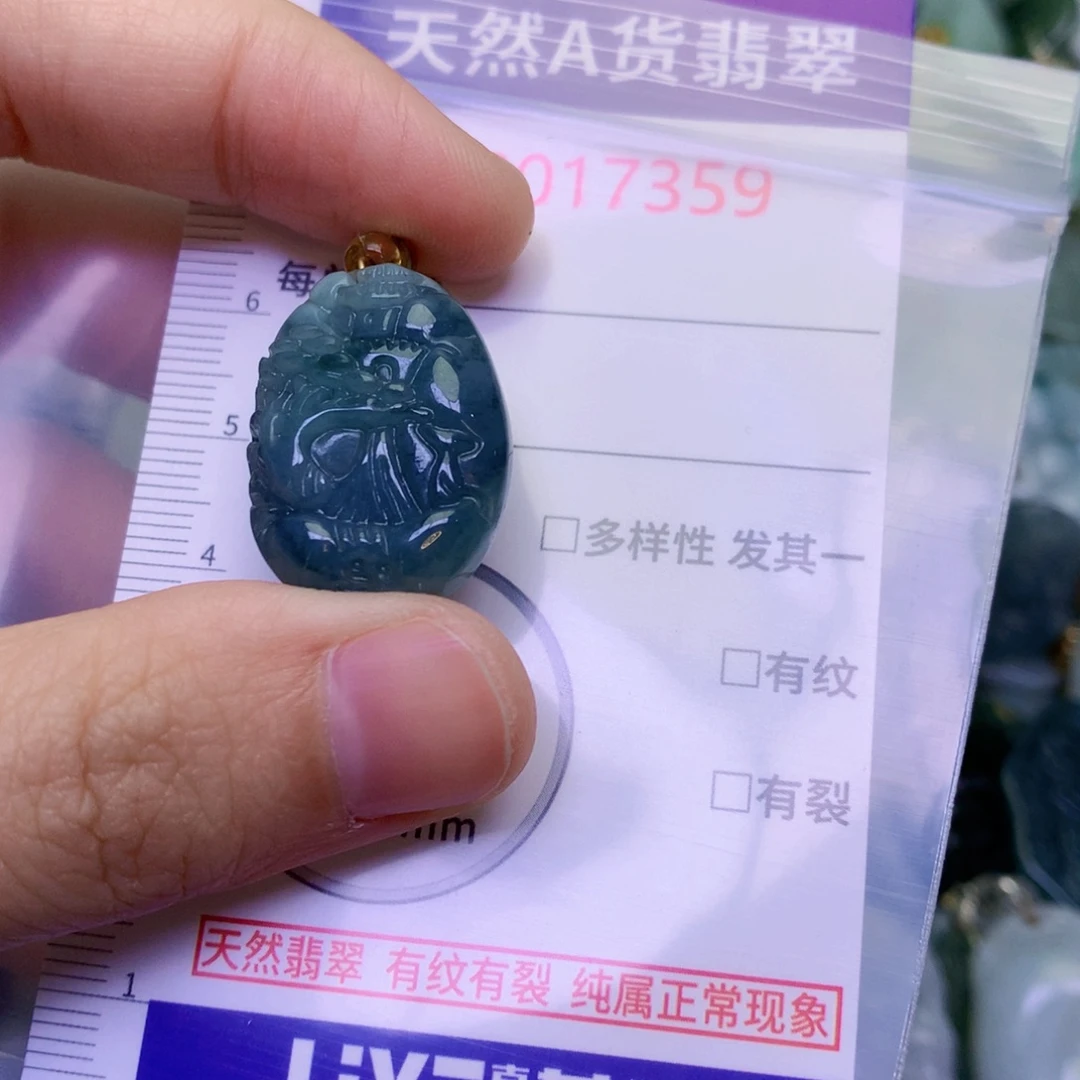 天然A货翡翠
017359
每
6
5
4
□多样性 发其一
□有纹
□有裂
mm
天然翡翠 有纹有裂 纯属正常现象
1